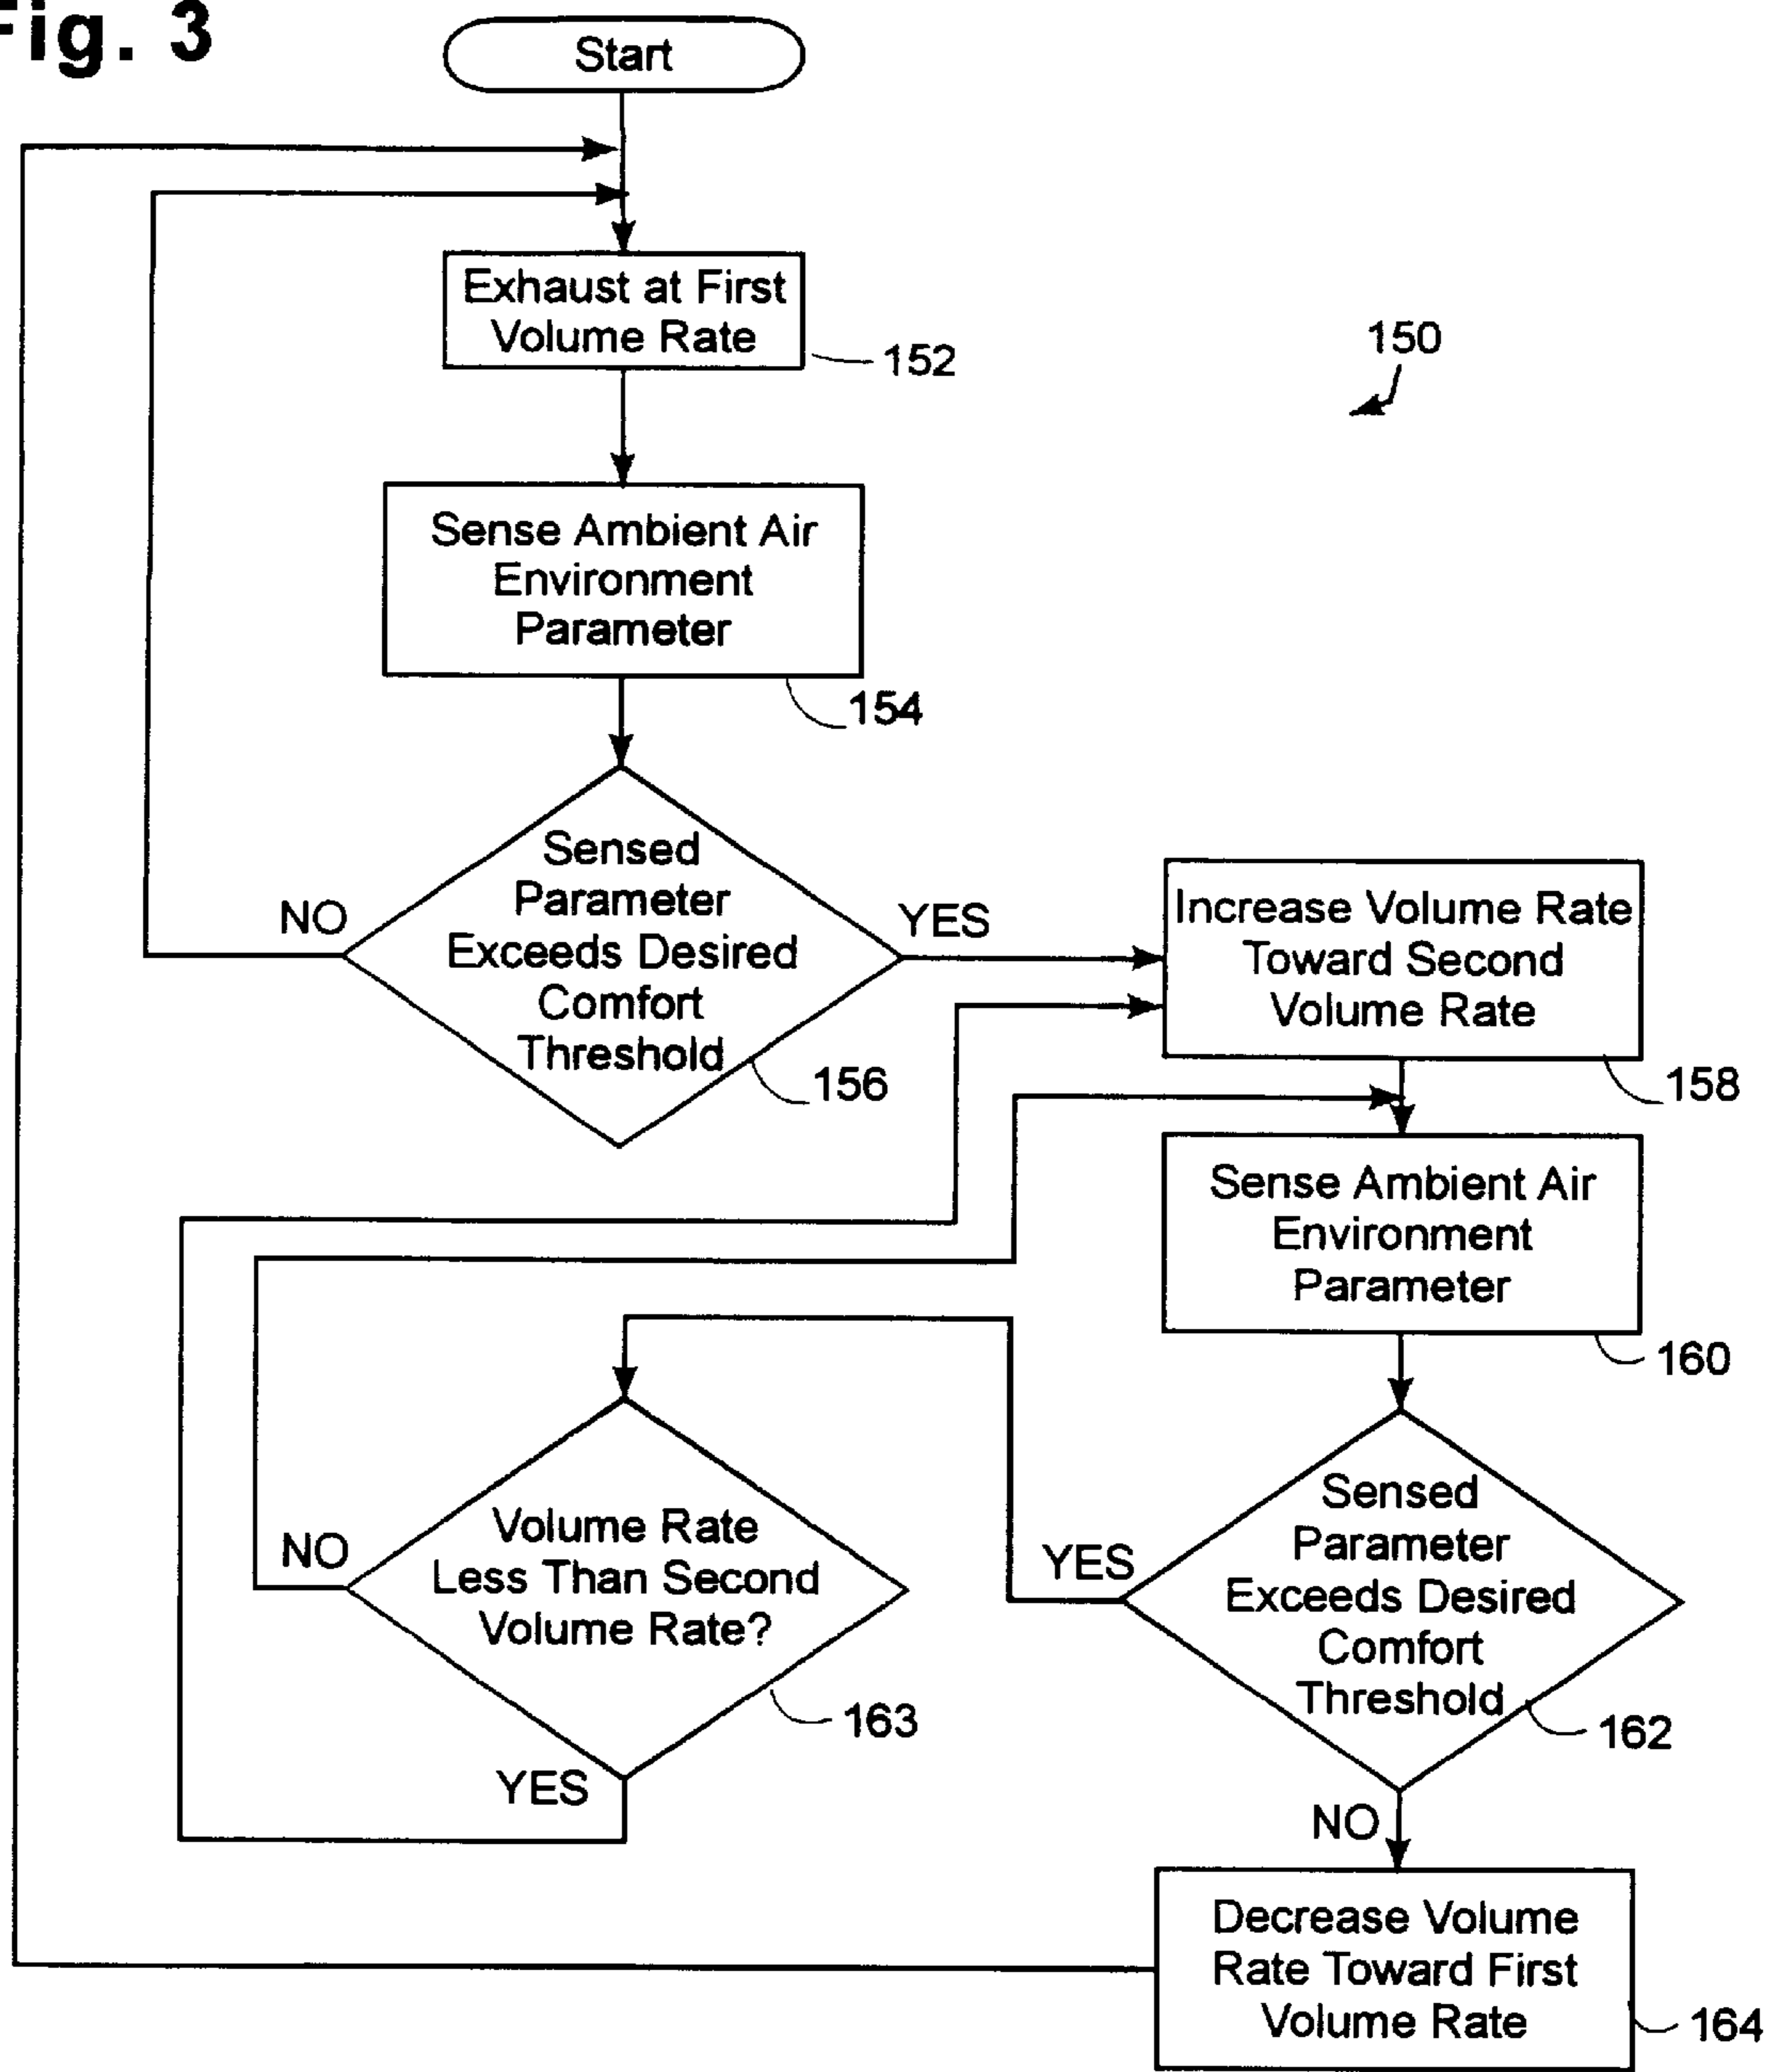 Fig. 3
Start
Exhaust at First
Volume Rate
152
150
Sense Ambient Air
Environment
Parameter
154
Sensed
Parameter
Exceeds Desired
Comfort
Threshold
NO
YES
156
Increase Volume Rate
Toward Second
Volume Rate
158
Sense Ambient Air
Environment
Parameter
160
Volume Rate
Less Than Second
Volume Rate?
NO
YES
163
Sensed
Parameter
Exceeds Desired
Comfort
Threshold
YES
162
NO
Decrease Volume
Rate Toward First
Volume Rate
164